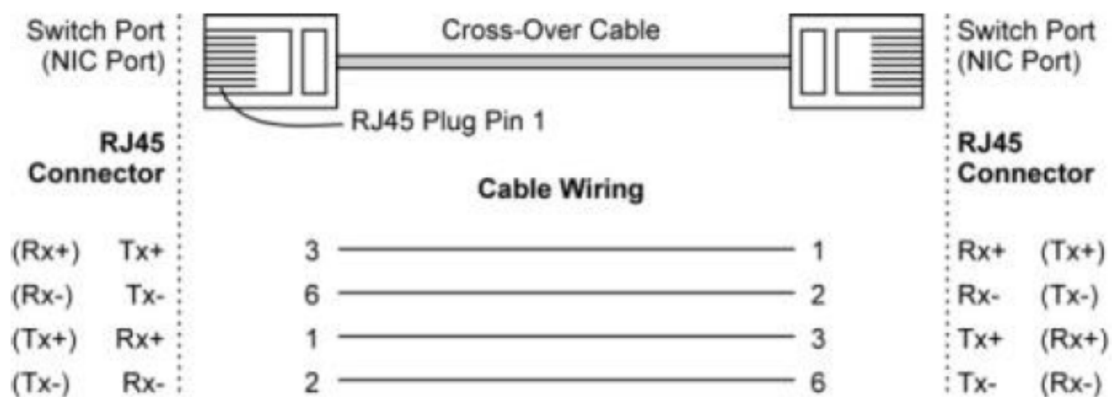 Switch Port
(NIC Port)
Cross-Over Cable
Switch Port
(NIC Port)
RJ45 Plug Pin 1
RJ45
Connector
Cable Wiring
RJ45
Connector
(Rx+) Tx+ 3 1 Rx+ (Tx+)
(Rx-) Tx- 6 2 Rx- (Tx-)
(Tx+) Rx+ 1 3 Tx+ (Rx+)
(Tx-) Rx- 2 6 Tx- (Rx-)